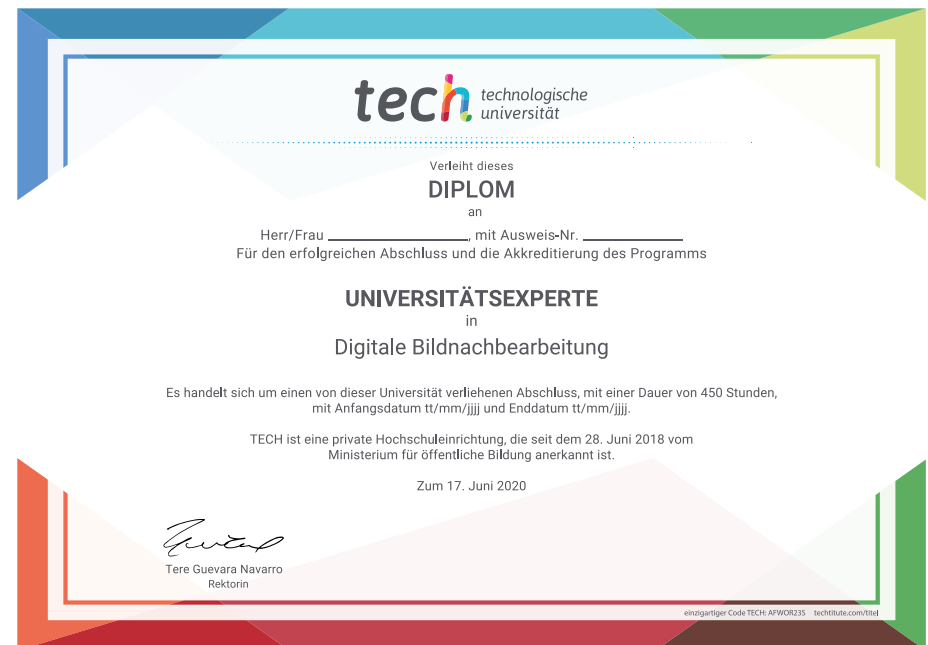 tech technologische
universität
Verleiht dieses
DIPLOM
an
Herr/Frau ____________________, mit Ausweis-Nr. ______________
Für den erfolgreichen Abschluss und die Akkreditierung des Programms
UNIVERSITÄTSEXPERTE
in
Digitale Bildnachbearbeitung
Es handelt sich um einen von dieser Universität verliehenen Abschluss, mit einer Dauer von 450 Stunden,
mit Anfangsdatum tt/mm/jjjj und Enddatum tt/mm/jjjj.
TECH ist eine private Hochschuleinrichtung, die seit dem 28. Juni 2018 vom
Ministerium für öffentliche Bildung anerkannt ist.
Zum 17. Juni 2020
Tere Guevara Navarro
Rektorin
einzigartiger Code TECH: AFWOR23S techtitute.com/titel